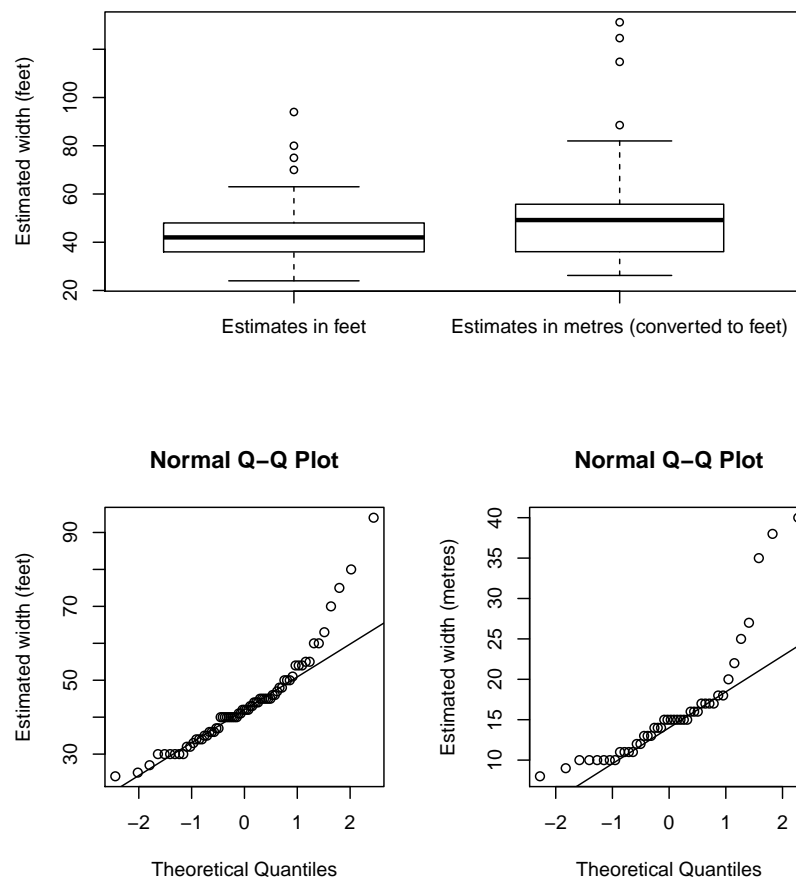 Estimated width (feet)
20 40 60 80 100
Estimates in feet Estimates in metres (converted to feet)
Normal Q−Q Plot
Estimated width (feet)
30 50 70 90
−2 −1 0 1 2
Theoretical Quantiles
Normal Q−Q Plot
Estimated width (metres)
10 15 20 25 30 35 40
−2 −1 0 1 2
Theoretical Quantiles